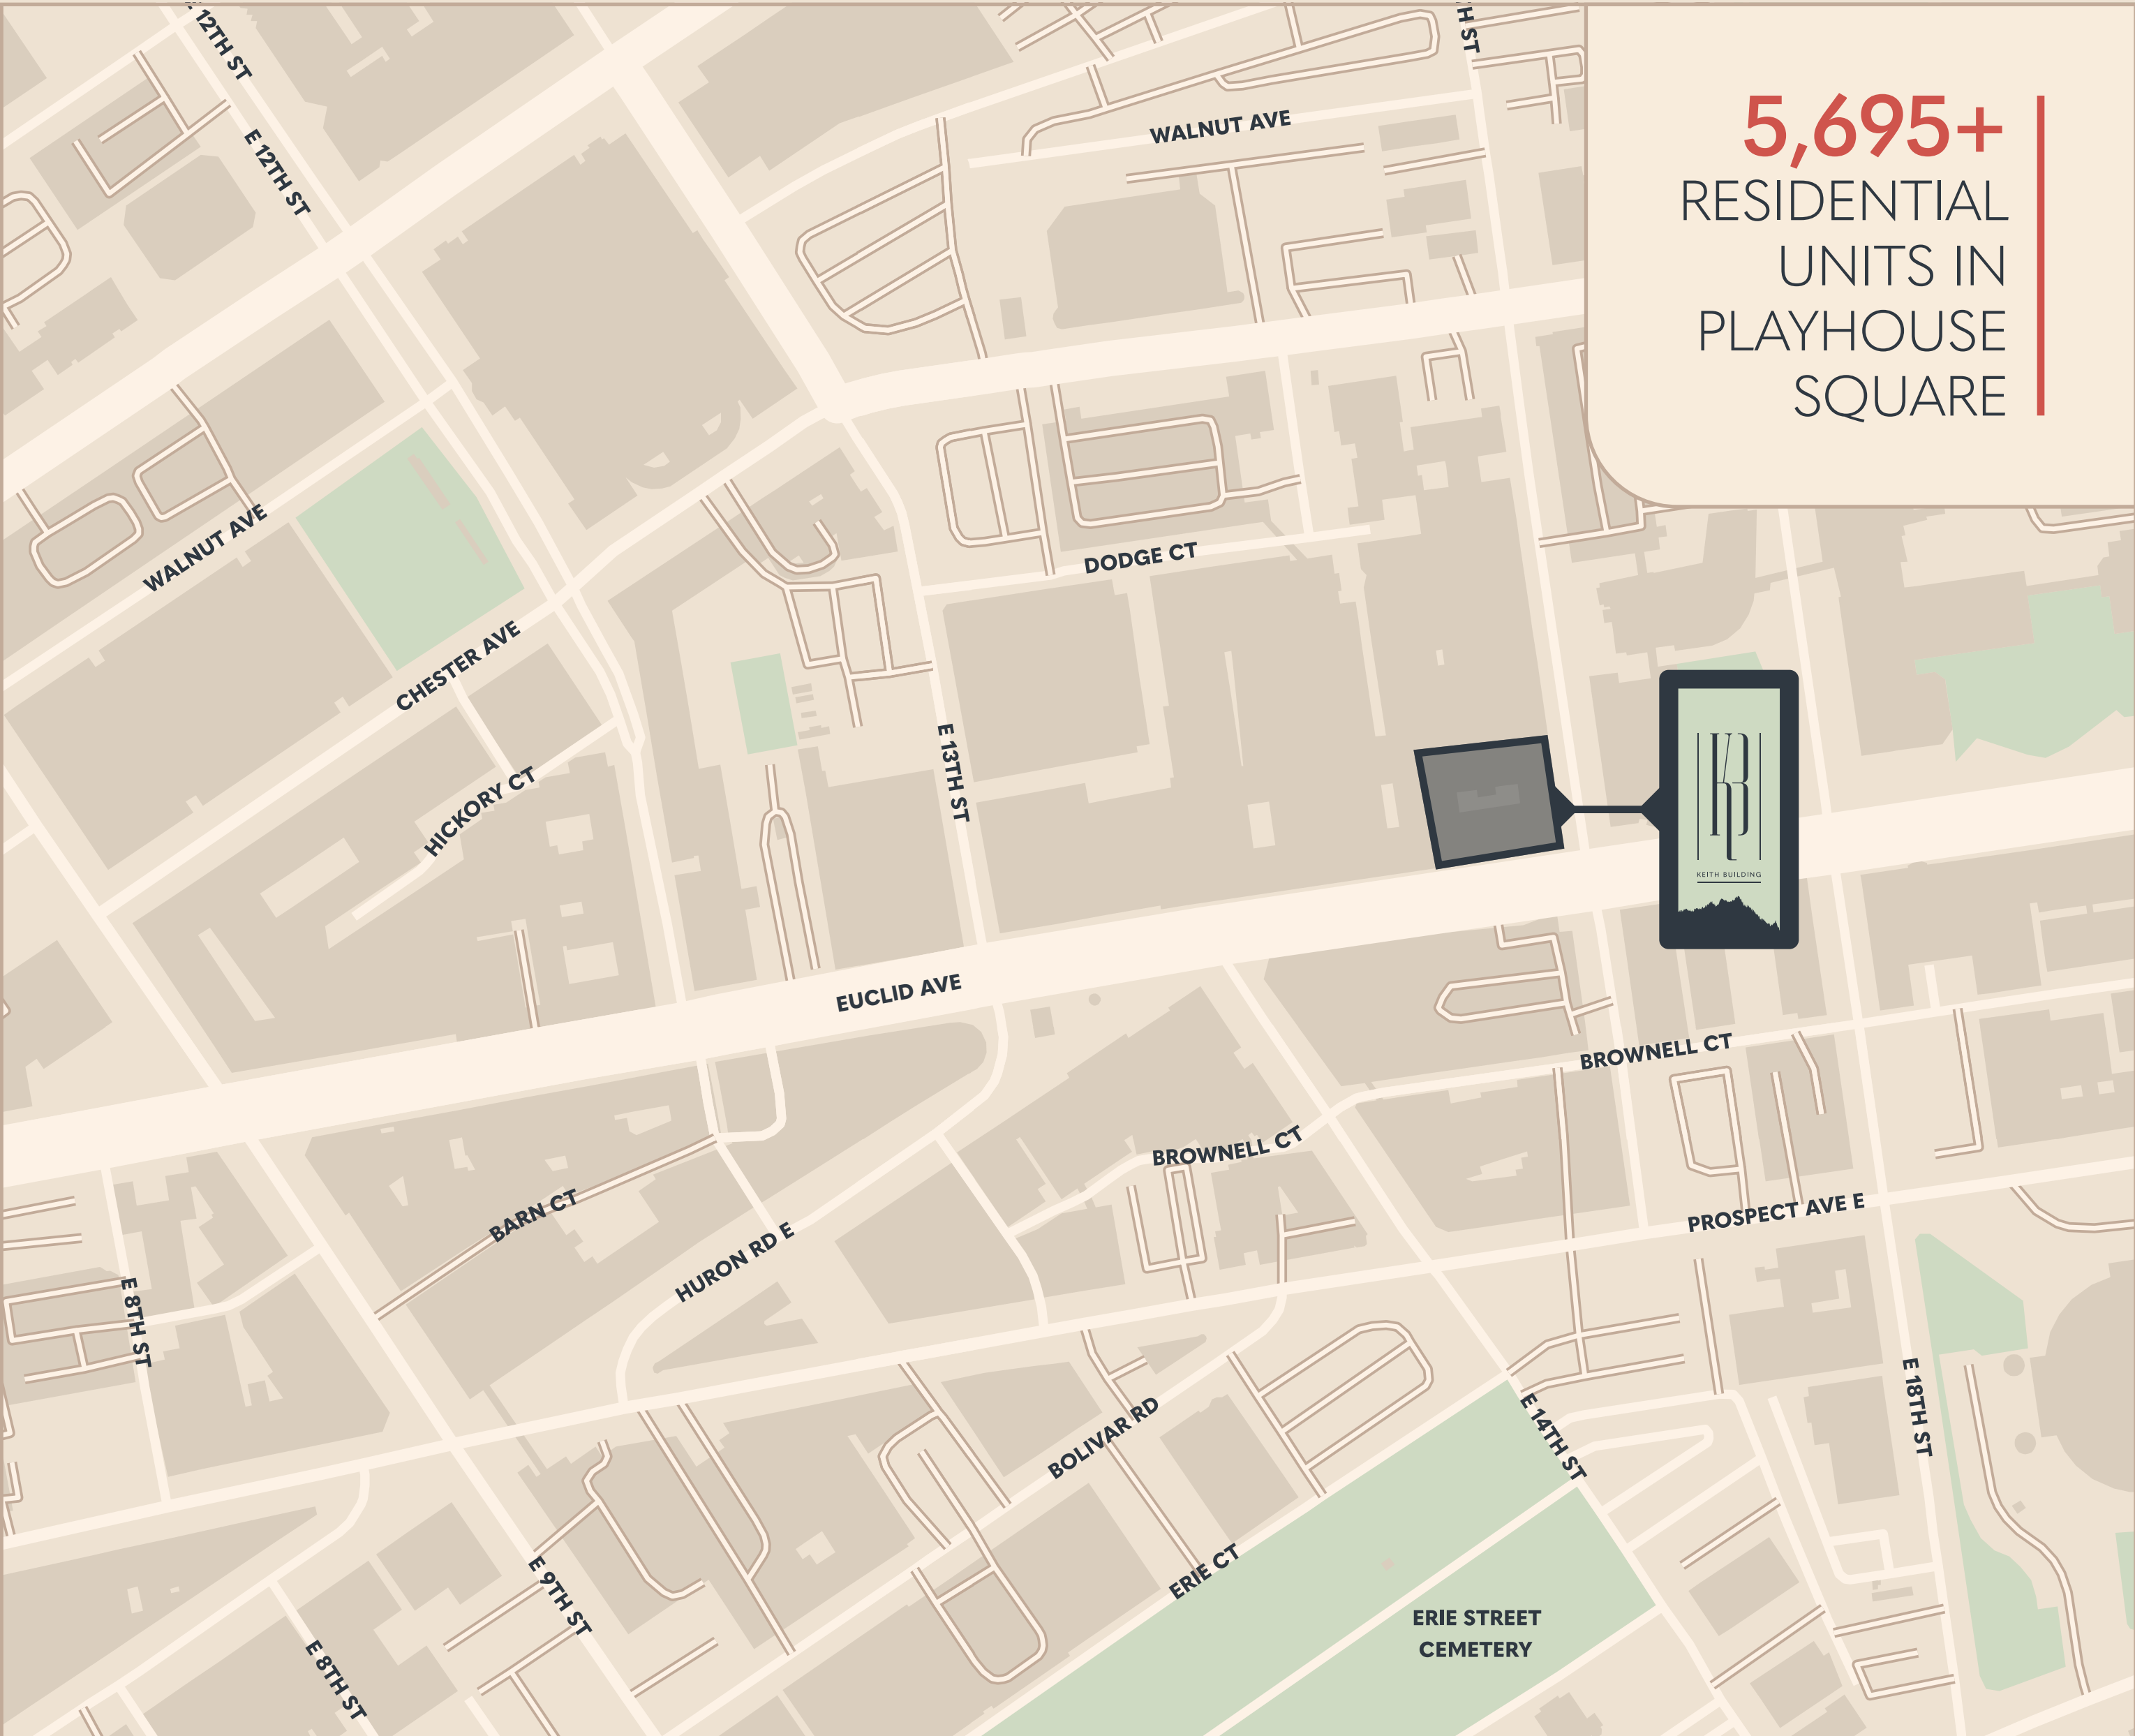 12TH ST
H ST
5,695+
RESIDENTIAL
UNITS IN
PLAYHOUSE
SQUARE
WALNUT AVE
E 12TH ST
WALNUT AVE
DODGE CT
CHESTER AVE
E 13TH ST
HICKORY CT
KB
KEITH BUILDING
EUCLID AVE
BROWNELL CT
BROWNELL CT
BARN CT
PROSPECT AVE E
HURON RD E
E 8TH ST
E 18TH ST
BOLIVAR RD
E 14TH ST
ERIE CT
E 9TH ST
ERIE STREET
CEMETERY
E 8TH ST